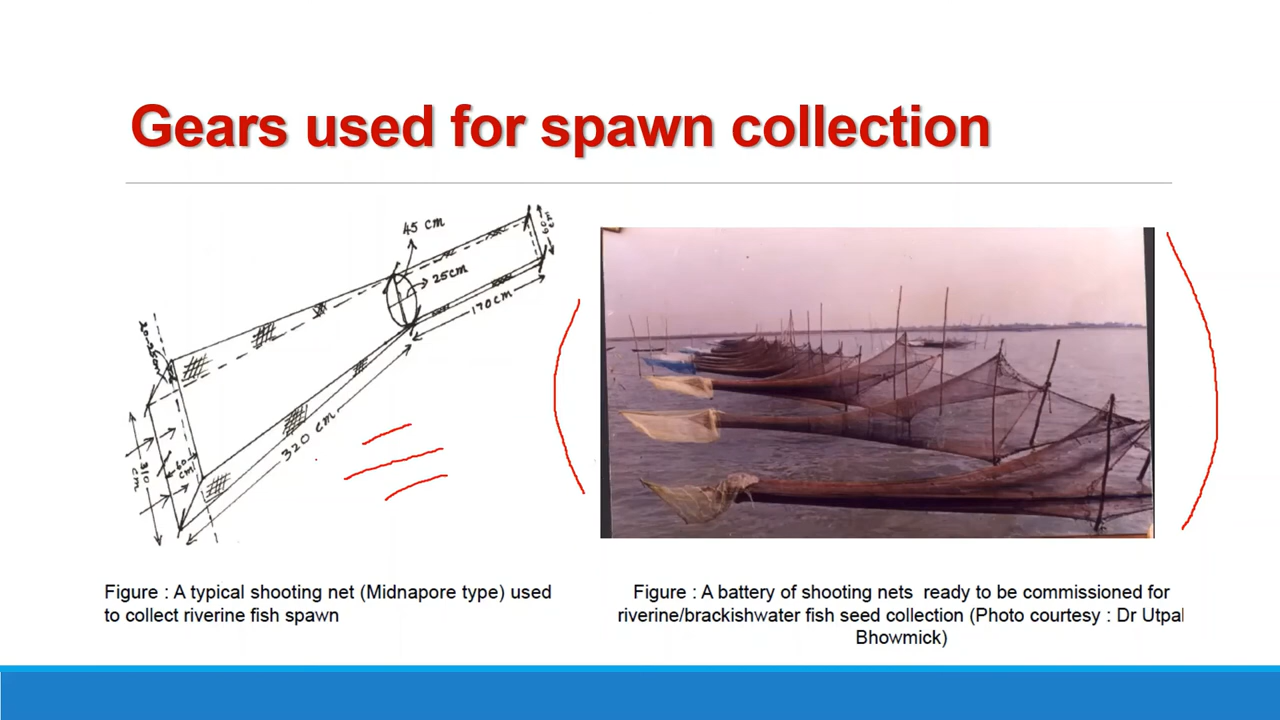 Gears used for spawn collection
45 cm
25cm
170cm
320 cm
310 cm
60 cm
Figure : A typical shooting net (Midnapore type) used
to collect riverine fish spawn
Figure : A battery of shooting nets ready to be commissioned for
riverine/brackishwater fish seed collection (Photo courtesy : Dr Utpal
Bhowmick)